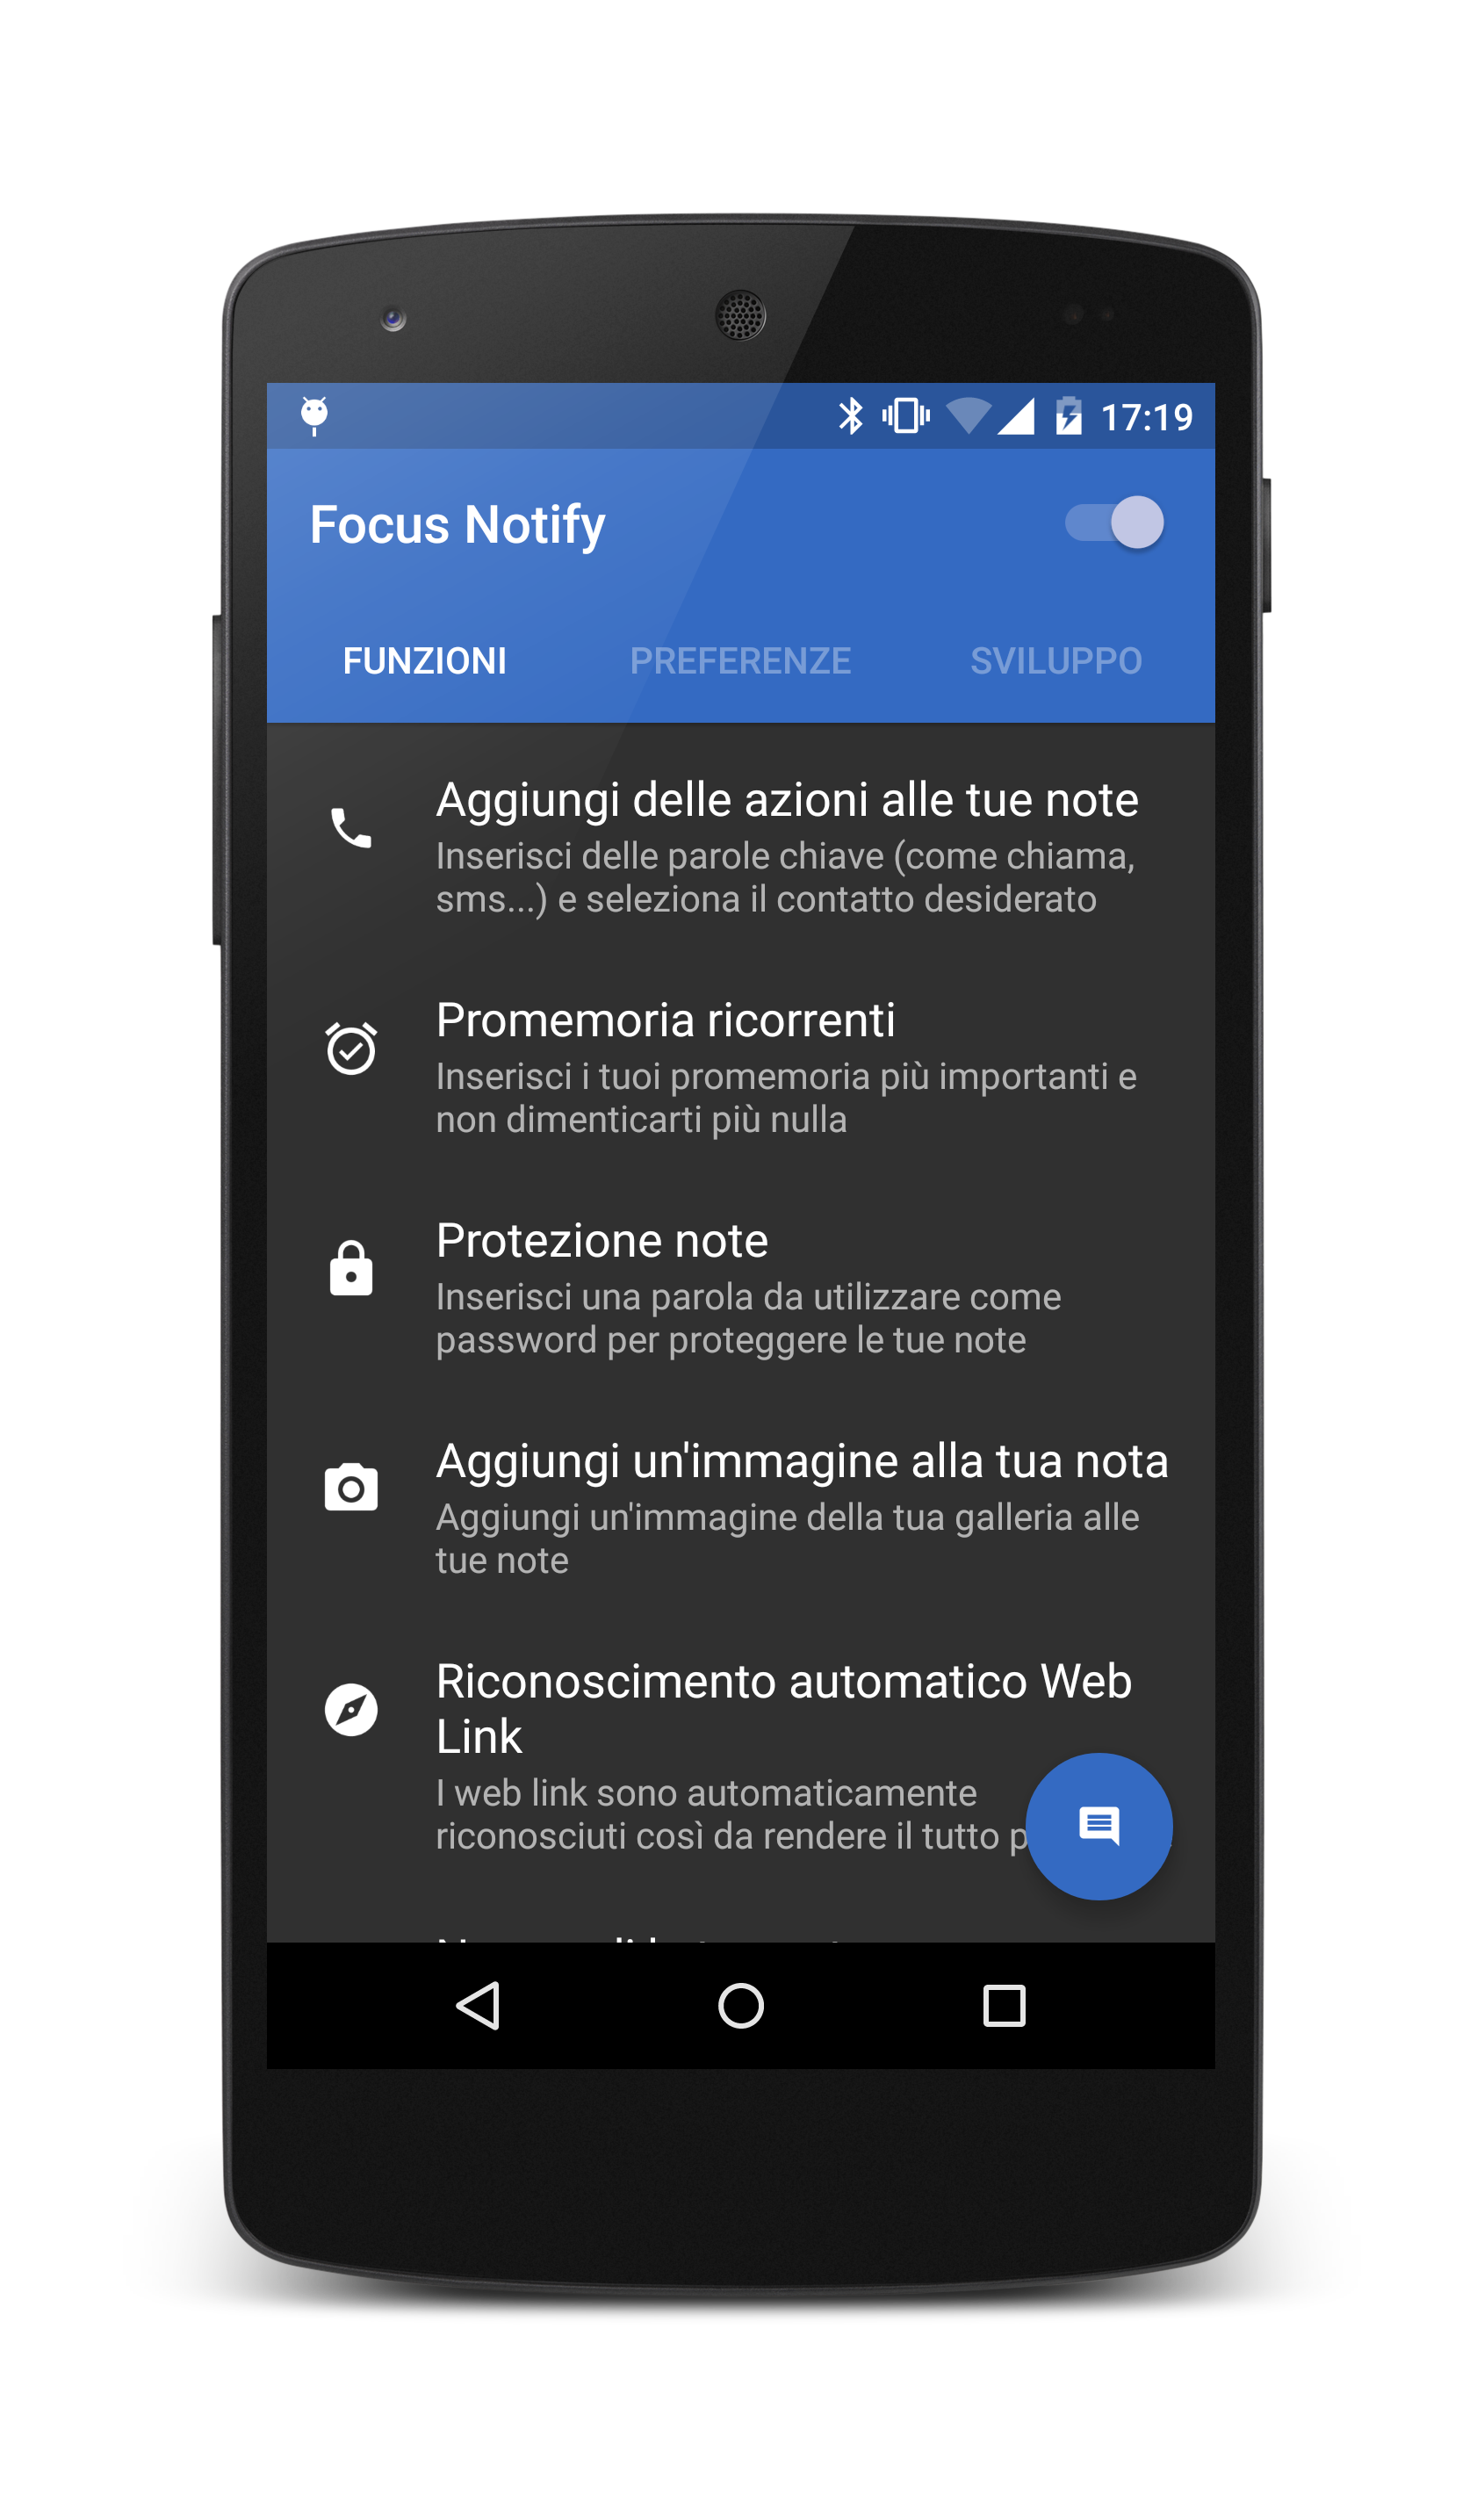 17:19
Focus Notify
FUNZIONI PREFERENZE SVILUPPO
Aggiungi delle azioni alle tue note
Inserisci delle parole chiave (come chiama,
sms...) e seleziona il contatto desiderato
Promemoria ricorrenti
Inserisci i tuoi promemoria più importanti e
non dimenticarti più nulla
Protezione note
Inserisci una parola da utilizzare come
password per proteggere le tue note
Aggiungi un'immagine alla tua nota
Aggiungi un'immagine della tua galleria alle
tue note
Riconoscimento automatico Web
Link
I web link sono automaticamente
riconosciuti così da rendere il tutto